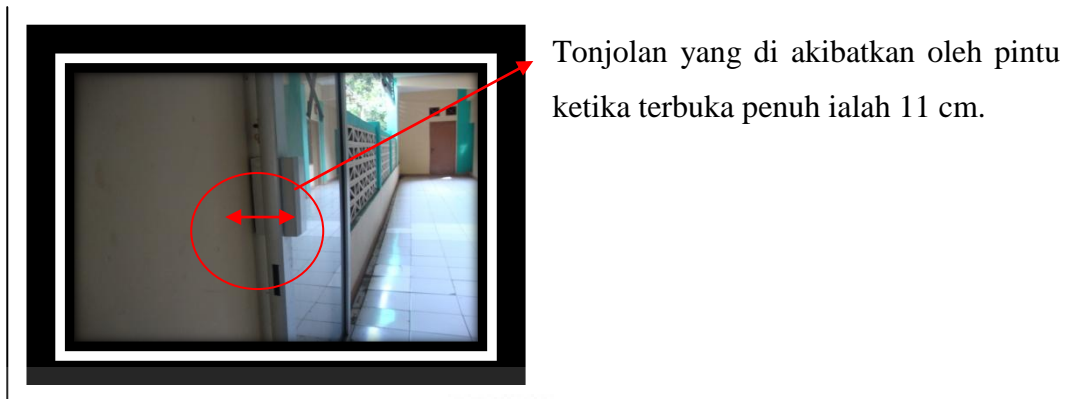 Tonjolan yang di akibatkan oleh pintu
ketika terbuka penuh ialah 11 cm.